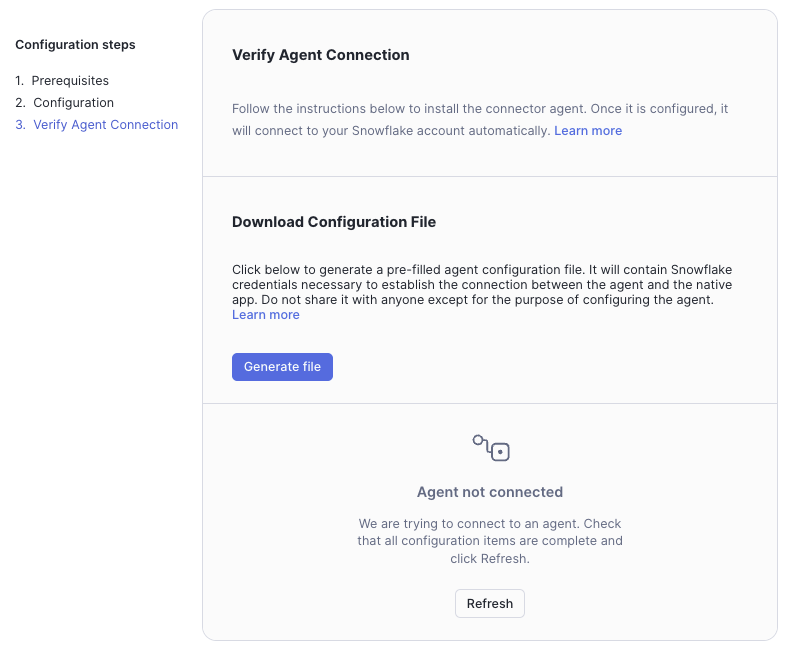 Configuration steps
1. Prerequisites
2. Configuration
3. Verify Agent Connection
Verify Agent Connection
Follow the instructions below to install the connector agent. Once it is configured, it
will connect to your Snowflake account automatically. Learn more
Download Configuration File
Click below to generate a pre-filled agent configuration file. It will contain Snowflake
credentials necessary to establish the connection between the agent and the native
app. Do not share it with anyone except for the purpose of configuring the agent.
Learn more
Generate file
Agent not connected
We are trying to connect to an agent. Check
that all configuration items are complete and
click Refresh.
Refresh